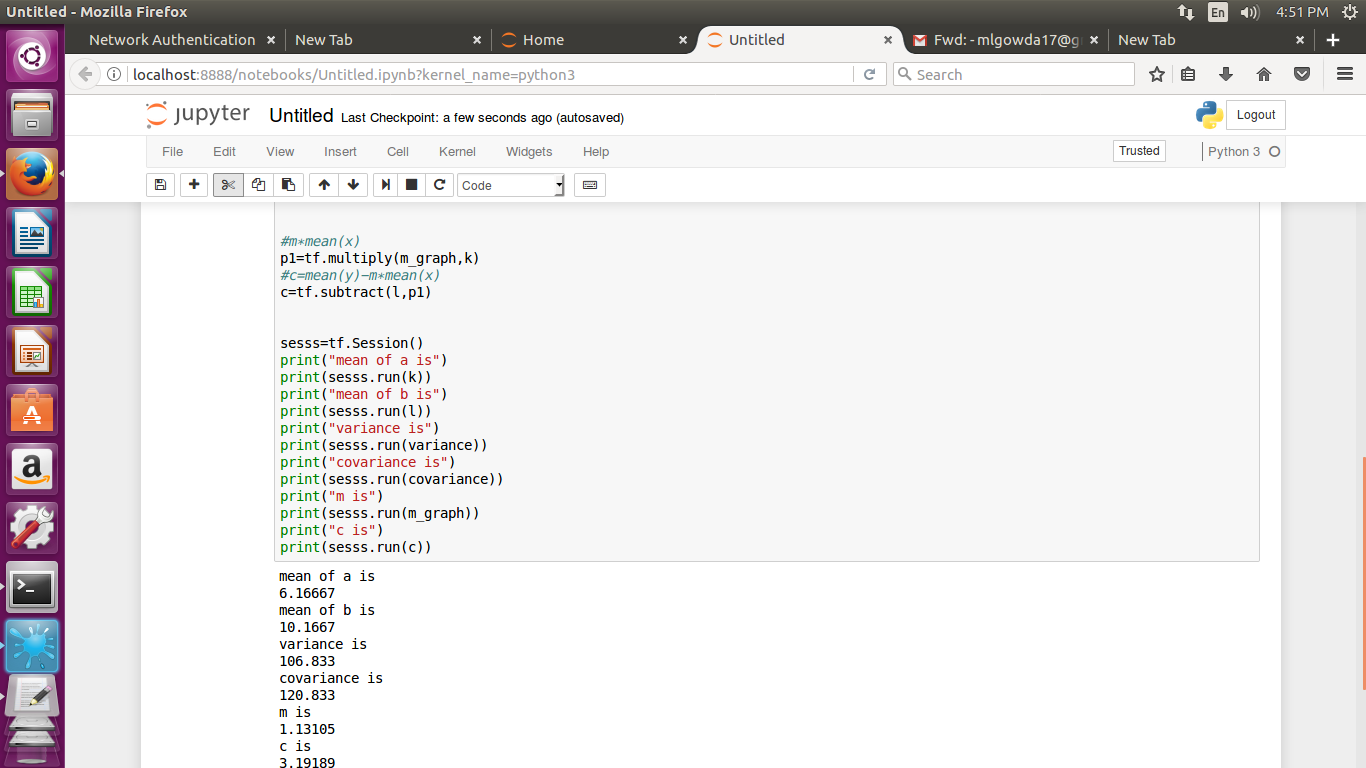 Untitled - Mozilla Firefox
En
4:51 PM
Network Authentication
New Tab
Home
Untitled
Fwd: - mlgowda17@g
New Tab
localhost:8888/notebooks/Untitled.ipynb?kernel_name=python3
Search
jupyter
Untitled
Last Checkpoint: a few seconds ago (autosaved)
Logout
File
Edit
View
Insert
Cell
Kernel
Widgets
Help
Trusted
Python 3
Code
#m*mean(x)
p1=tf.multiply(m_graph,k)
#c=mean(y)-m*mean(x)
c=tf.subtract(l,p1)
sesss=tf.Session()
print("mean of a is")
print(sesss.run(k))
print("mean of b is")
print(sesss.run(l))
print("variance is")
print(sesss.run(variance))
print("covariance is")
print(sesss.run(covariance))
print("m is")
print(sesss.run(m_graph))
print("c is")
print(sesss.run(c))
mean of a is
6.16667
mean of b is
10.1667
variance is
106.833
covariance is
120.833
m is
1.13105
c is
3.19189